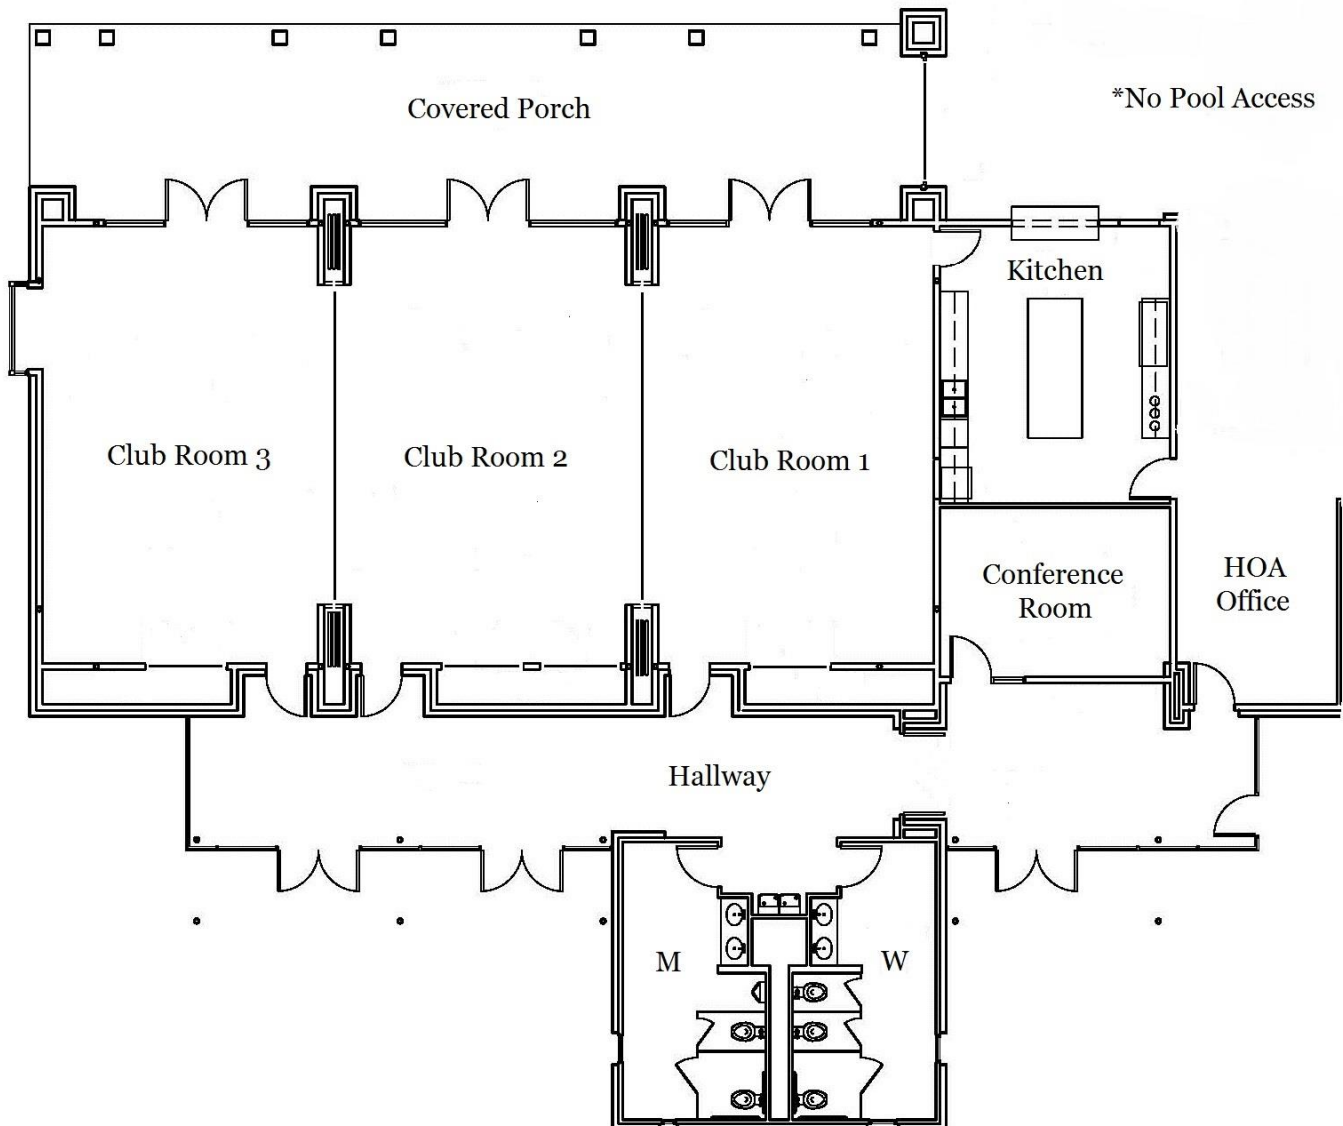 Covered Porch
*No Pool Access
Kitchen
Club Room 3
Club Room 2
Club Room 1
Conference
Room
HOA
Office
Hallway
M
W